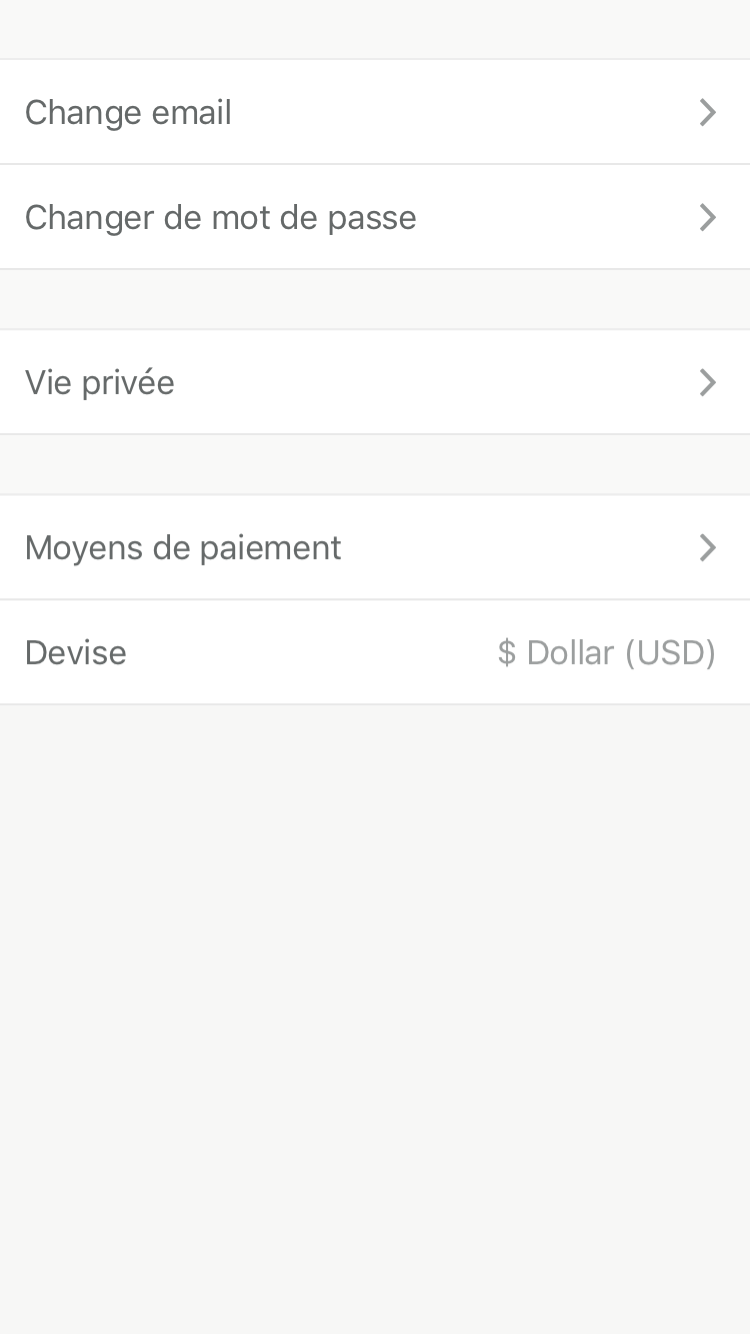 Change email
Changer de mot de passe
Vie privée
Moyens de paiement
Devise $ Dollar (USD)